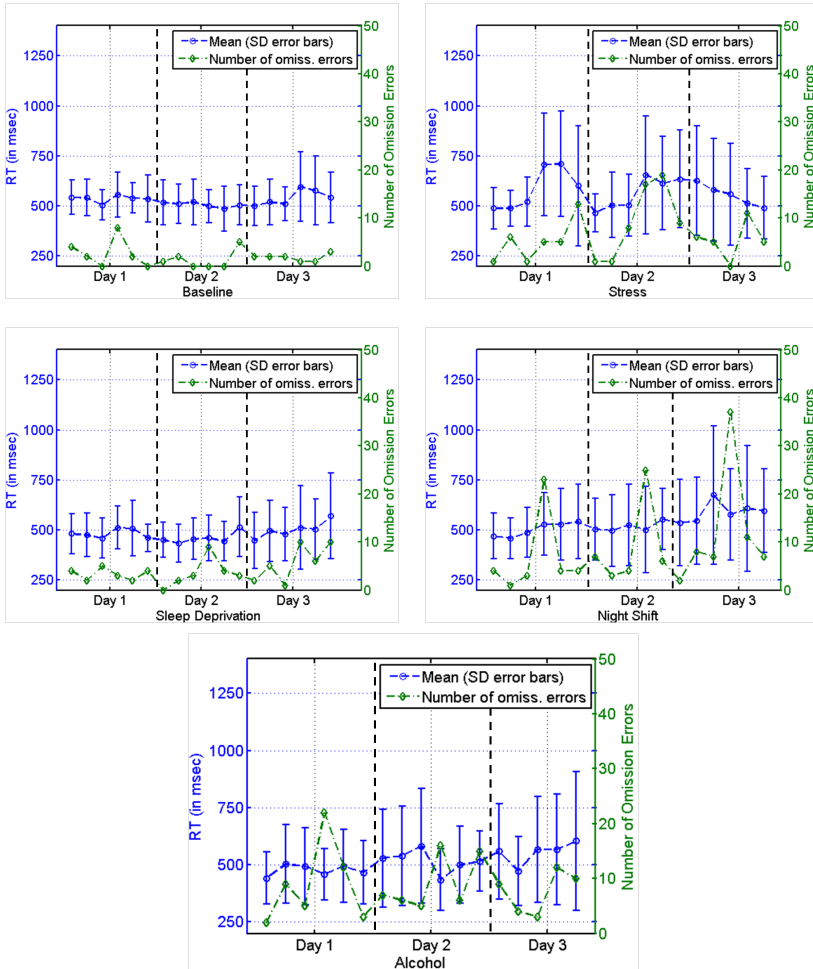 Mean (SD error bars)
Number of omiss. errors
RT (in msec)
1250
1000
750
500
250
Number of Omission Errors
50
40
30
20
10
0
Day 1
Day 2
Day 3
Baseline
Mean (SD error bars)
Number of omiss. errors
RT (in msec)
1250
1000
750
500
250
Number of Omission Errors
50
40
30
20
10
0
Day 1
Day 2
Day 3
Stress
Mean (SD error bars)
Number of omiss. errors
RT (in msec)
1250
1000
750
500
250
Number of Omission Errors
50
40
30
20
10
0
Day 1
Day 2
Day 3
Sleep Deprivation
Mean (SD error bars)
Number of omiss. errors
RT (in msec)
1250
1000
750
500
250
Number of Omission Errors
50
40
30
20
10
0
Day 1
Day 2
Day 3
Night Shift
Mean (SD error bars)
Number of omiss. errors
RT (in msec)
1250
1000
750
500
250
Number of Omission Errors
50
40
30
20
10
0
Day 1
Day 2
Day 3
Alcohol